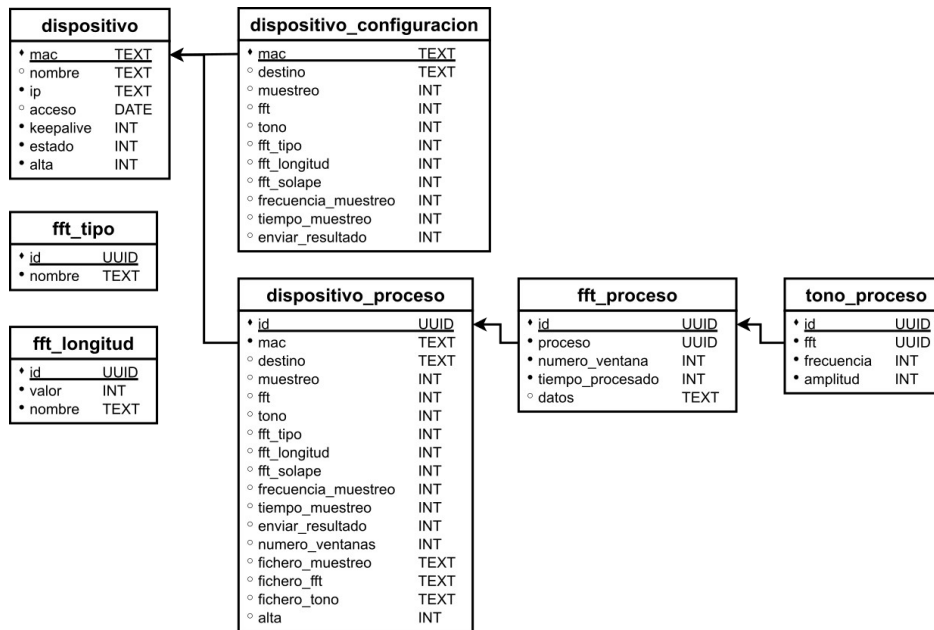 dispositivo
mac TEXT
nombre TEXT
ip TEXT
acceso DATE
keepalive INT
estado INT
alta INT
dispositivo_configuracion
mac TEXT
destino TEXT
muestreo INT
fft INT
tono INT
fft_tipo INT
fft_longitud INT
fft_solape INT
frecuencia_muestreo INT
tiempo_muestreo INT
enviar_resultado INT
fft_tipo
id UUID
nombre TEXT
fft_longitud
id UUID
valor INT
nombre TEXT
dispositivo_proceso
id UUID
mac TEXT
destino TEXT
muestreo INT
fft INT
tono INT
fft_tipo INT
fft_longitud INT
fft_solape INT
frecuencia_muestreo INT
tiempo_muestreo INT
enviar_resultado INT
numero_ventanas INT
fichero_muestreo TEXT
fichero_fft TEXT
fichero_tono TEXT
alta INT
fft_proceso
id UUID
proceso UUID
numero_ventana INT
tiempo_procesado INT
datos TEXT
tono_proceso
id UUID
fft UUID
frecuencia INT
amplitud INT